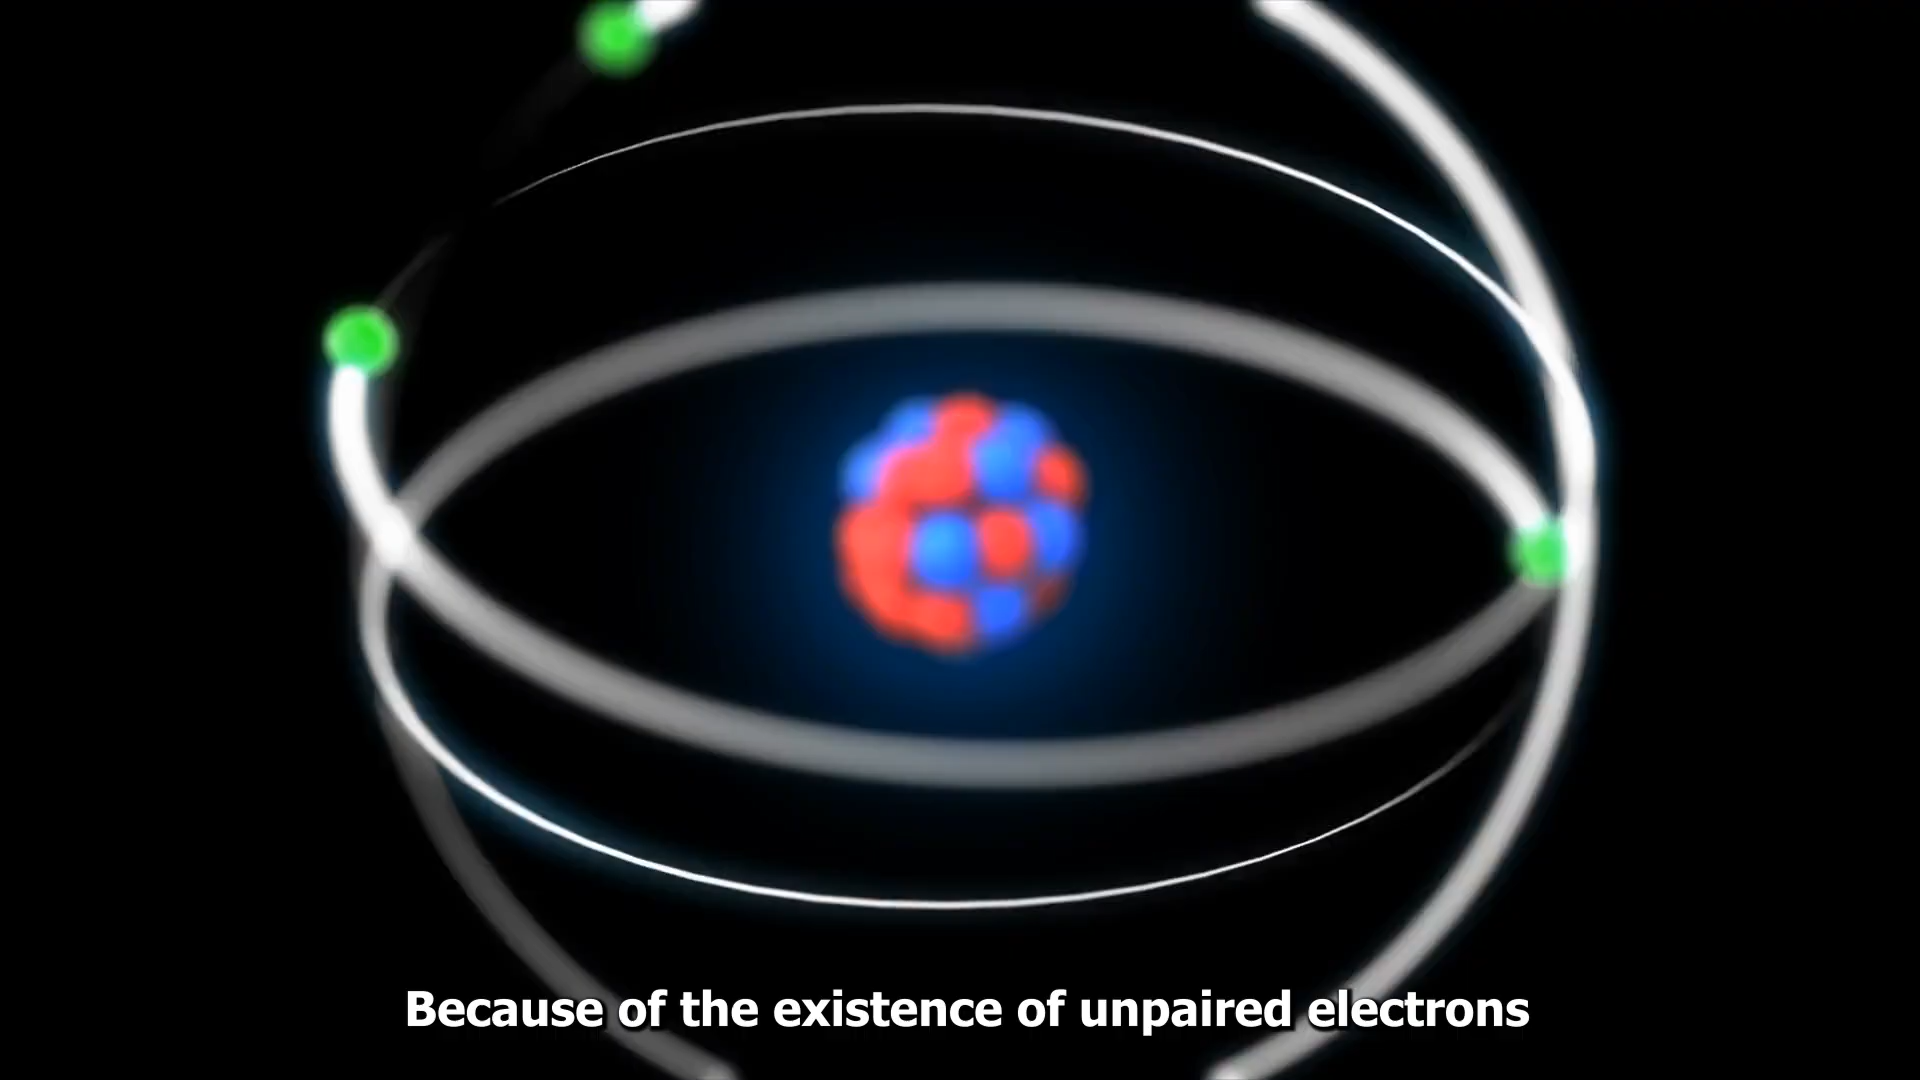 Because of the existence of unpaired electrons